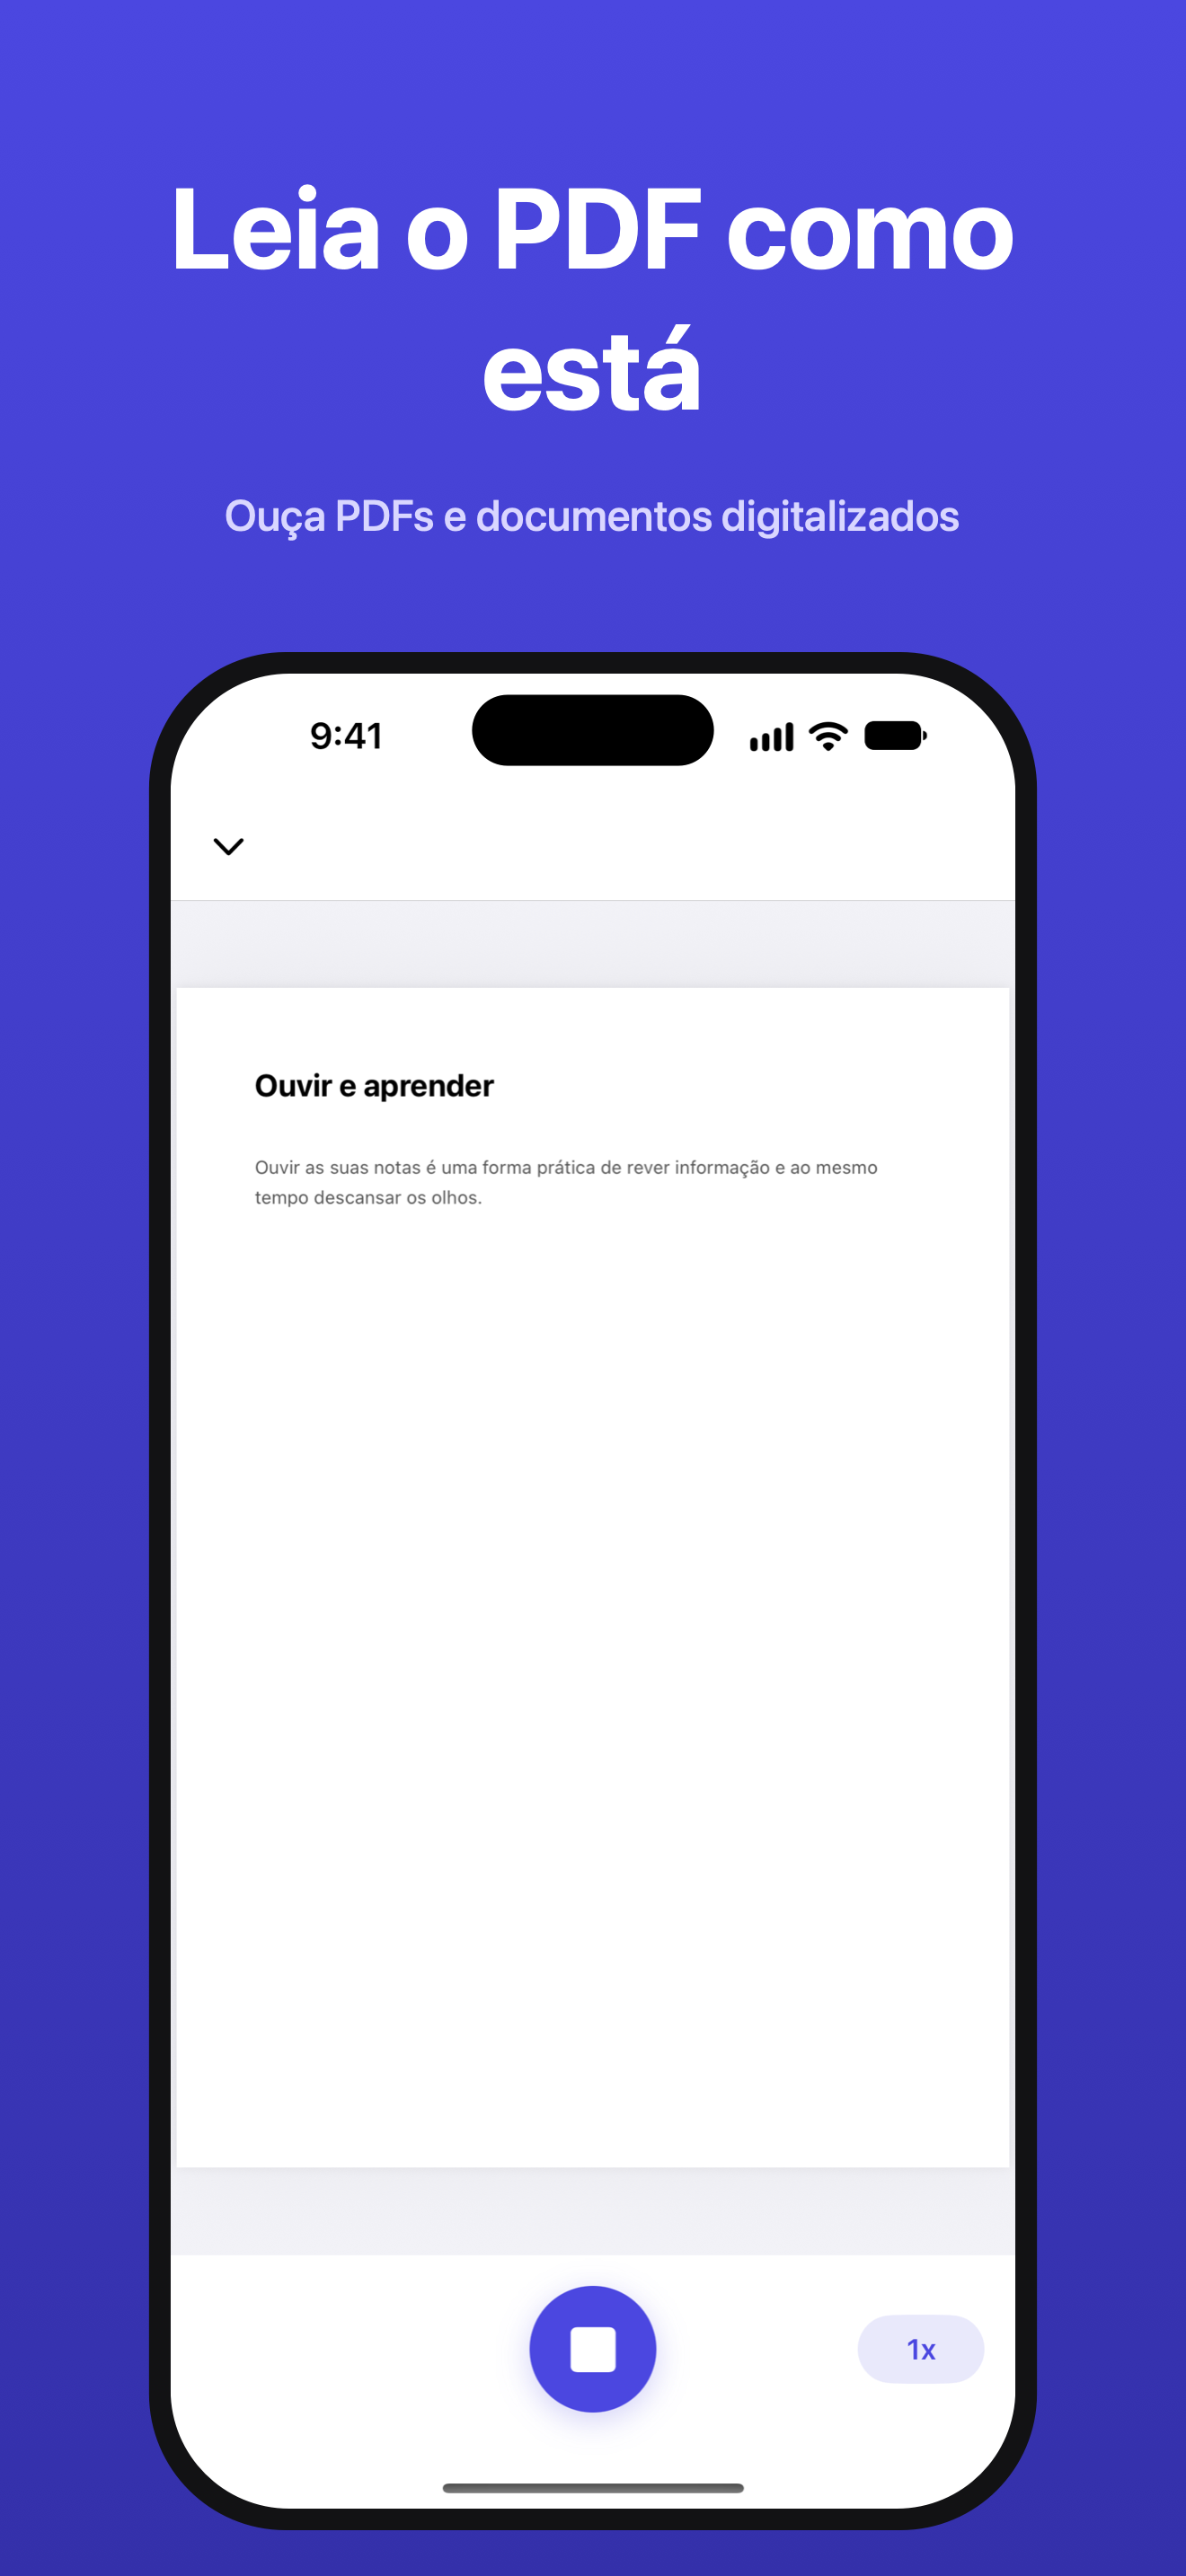 Leia o PDF como
está
Ouça PDFs e documentos digitalizados
9:41
Ouvir e aprender
Ouvir as suas notas é uma forma prática de rever informação e ao mesmo
tempo descansar os olhos.
1x